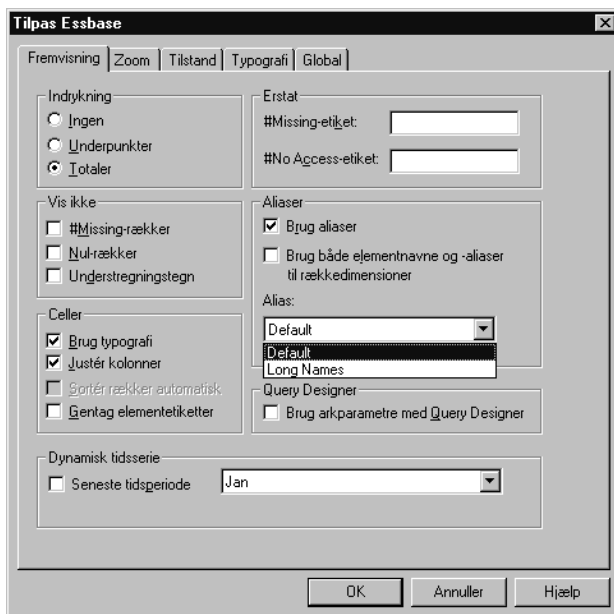 Tilpas Essbase
Fremvisning Zoom Tilstand Typografi Global
Indrykning
Ingen
Underpunkter
Totaler
Erstat
#Missing-etiket:
#No Access-etiket:
Vis ikke
#Missing-rækker
Nul-rækker
Understregningstegn
Aliaser
Brug aliaser
Brug både elementnavne og -aliaser
til rækkedimensioner
Alias:
Default
Default
Long Names
Celler
Brug typografi
Justér kolonner
Sortér rækker automatisk
Gentag elementetiketter
Query Designer
Brug arkparametre med Query Designer
Dynamisk tidsserie
Seneste tidsperiode Jan
OK Annuller Hjælp